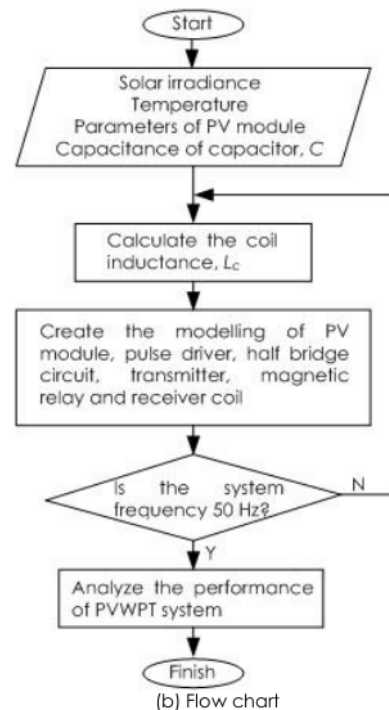 Start
Solar irradiance
Temperature
Parameters of PV module
Capacitance of capacitor, C
Calculate the coil
inductance, Lc
Create the modelling of PV
module, pulse driver, half bridge
circuit, transmitter, magnetic
relay and receiver coil
Is the system
frequency 50 Hz?
N
Y
Analyze the performance
of PVWPT system
Finish
(b) Flow chart